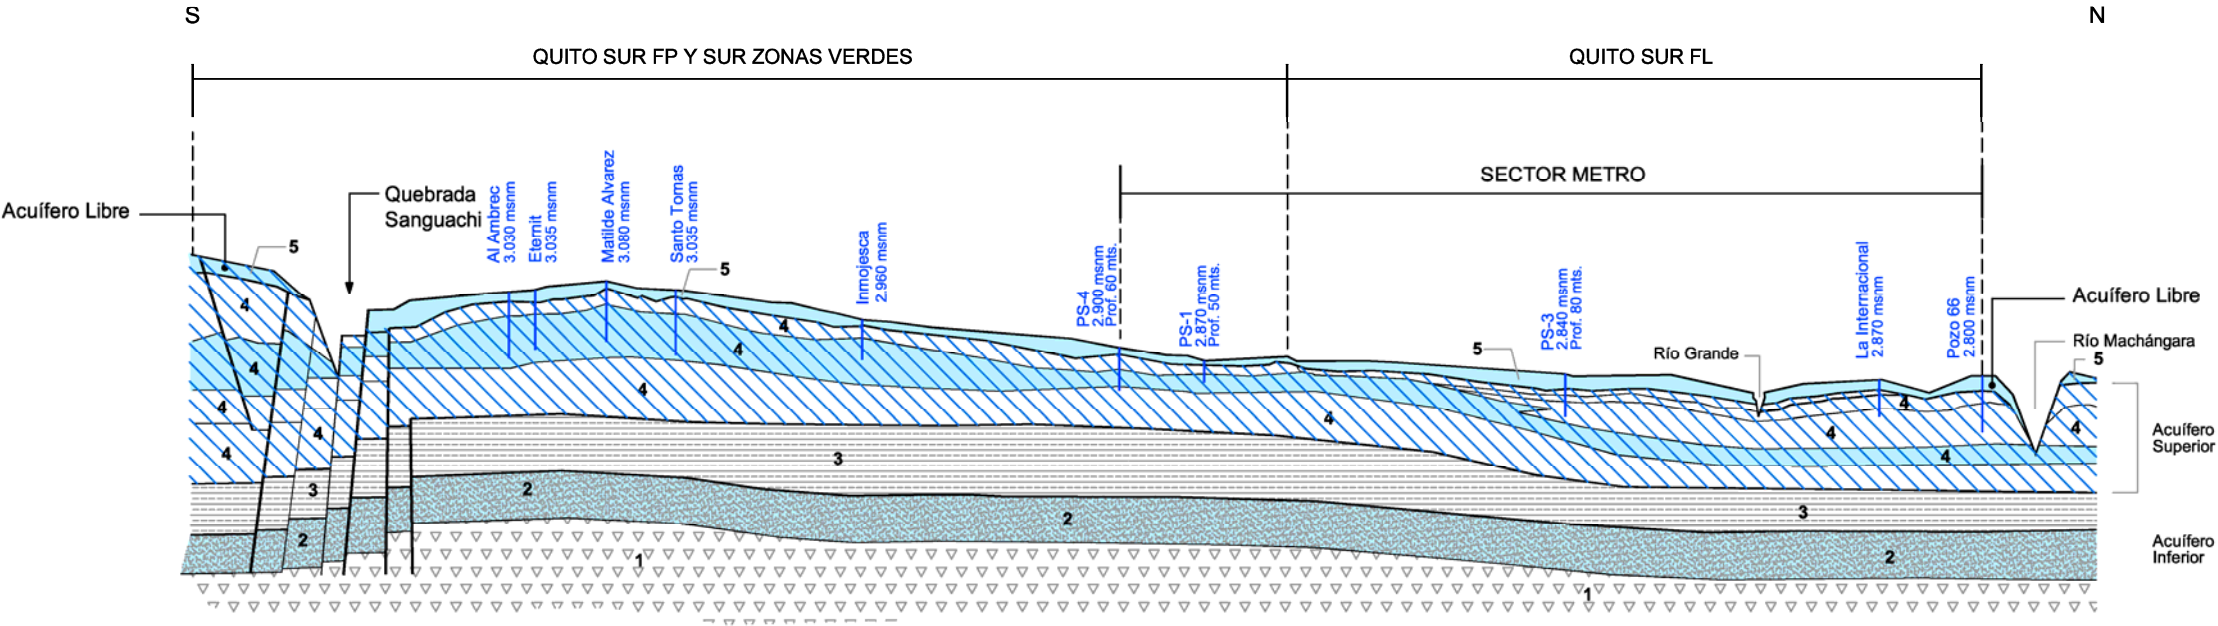 S
N
QUITO SUR FP Y SUR ZONAS VERDES
QUITO SUR FL
SECTOR METRO
Acuífero Libre
Quebrada
Sanguachi
5
Al Ambrec
3.030 msnm
Eternit
3.035 msnm
Matilde Alvarez
3.080 msnm
Santo Tomas
3.035 msnm
5
Inmojesca
2.960 msnm
PS-4
2.900 msnm
Prof. 60 mts.
PS-1
2.870 msnm
Prof. 50 mts.
PS-3
2.840 msnm
Prof. 80 mts.
La Internacional
2.870 msnm
Pozo 66
2.800 msnm
Acuífero Libre
Río Machángara
5
Río Grande
5
4
4
4
4
4
4
4
4
4
4
4
4
4
Acuífero
Superior
3
3
3
2
2
2
2
Acuífero
Inferior
1
1